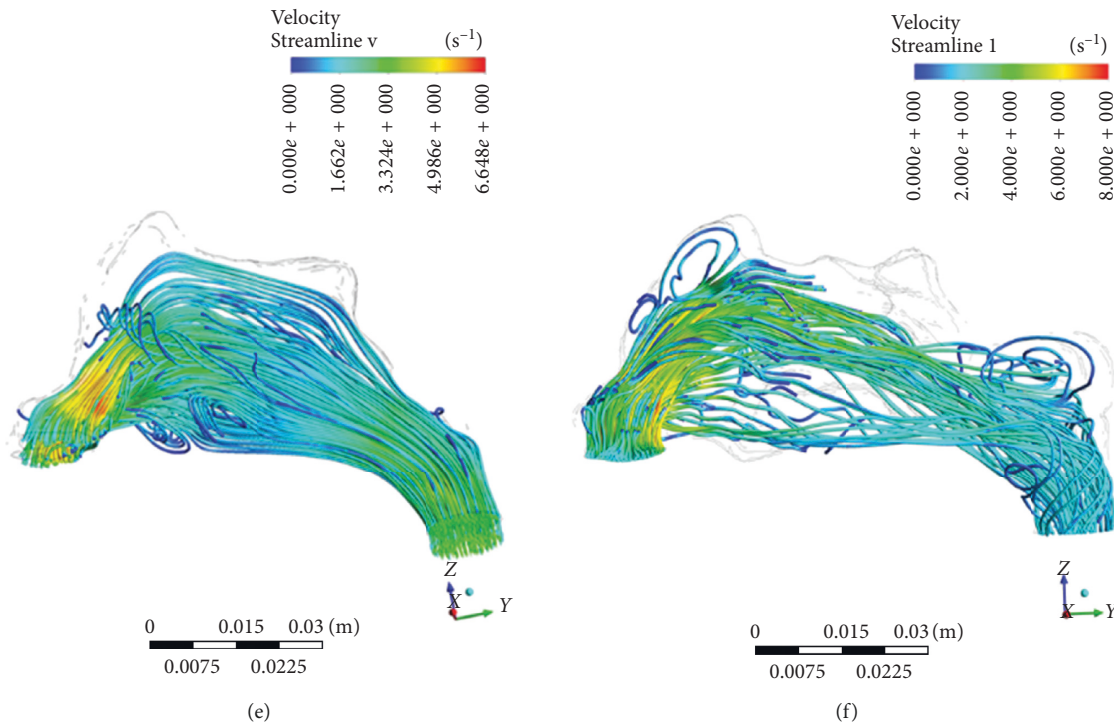 Velocity
Streamline v (s⁻¹)
0.000e + 000
1.662e + 000
3.324e + 000
4.986e + 000
6.648e + 000
Z
X
Y
0 0.015 0.03 (m)
0.0075 0.0225
(e)
Velocity
Streamline 1 (s⁻¹)
0.000e + 000
2.000e + 000
4.000e + 000
6.000e + 000
8.000e + 000
Z
X
Y
0 0.015 0.03 (m)
0.0075 0.0225
(f)